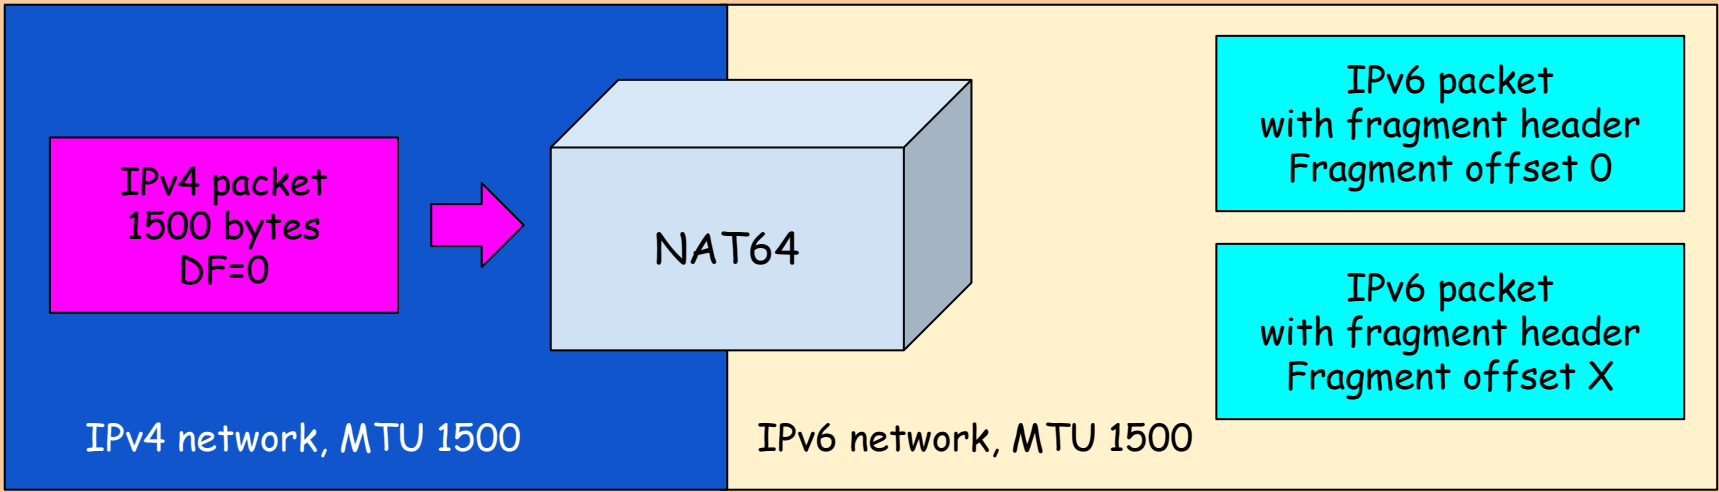 IPv4 packet
1500 bytes
DF=0
NAT64
IPv6 packet
with fragment header
Fragment offset 0
IPv6 packet
with fragment header
Fragment offset X
IPv4 network, MTU 1500
IPv6 network, MTU 1500